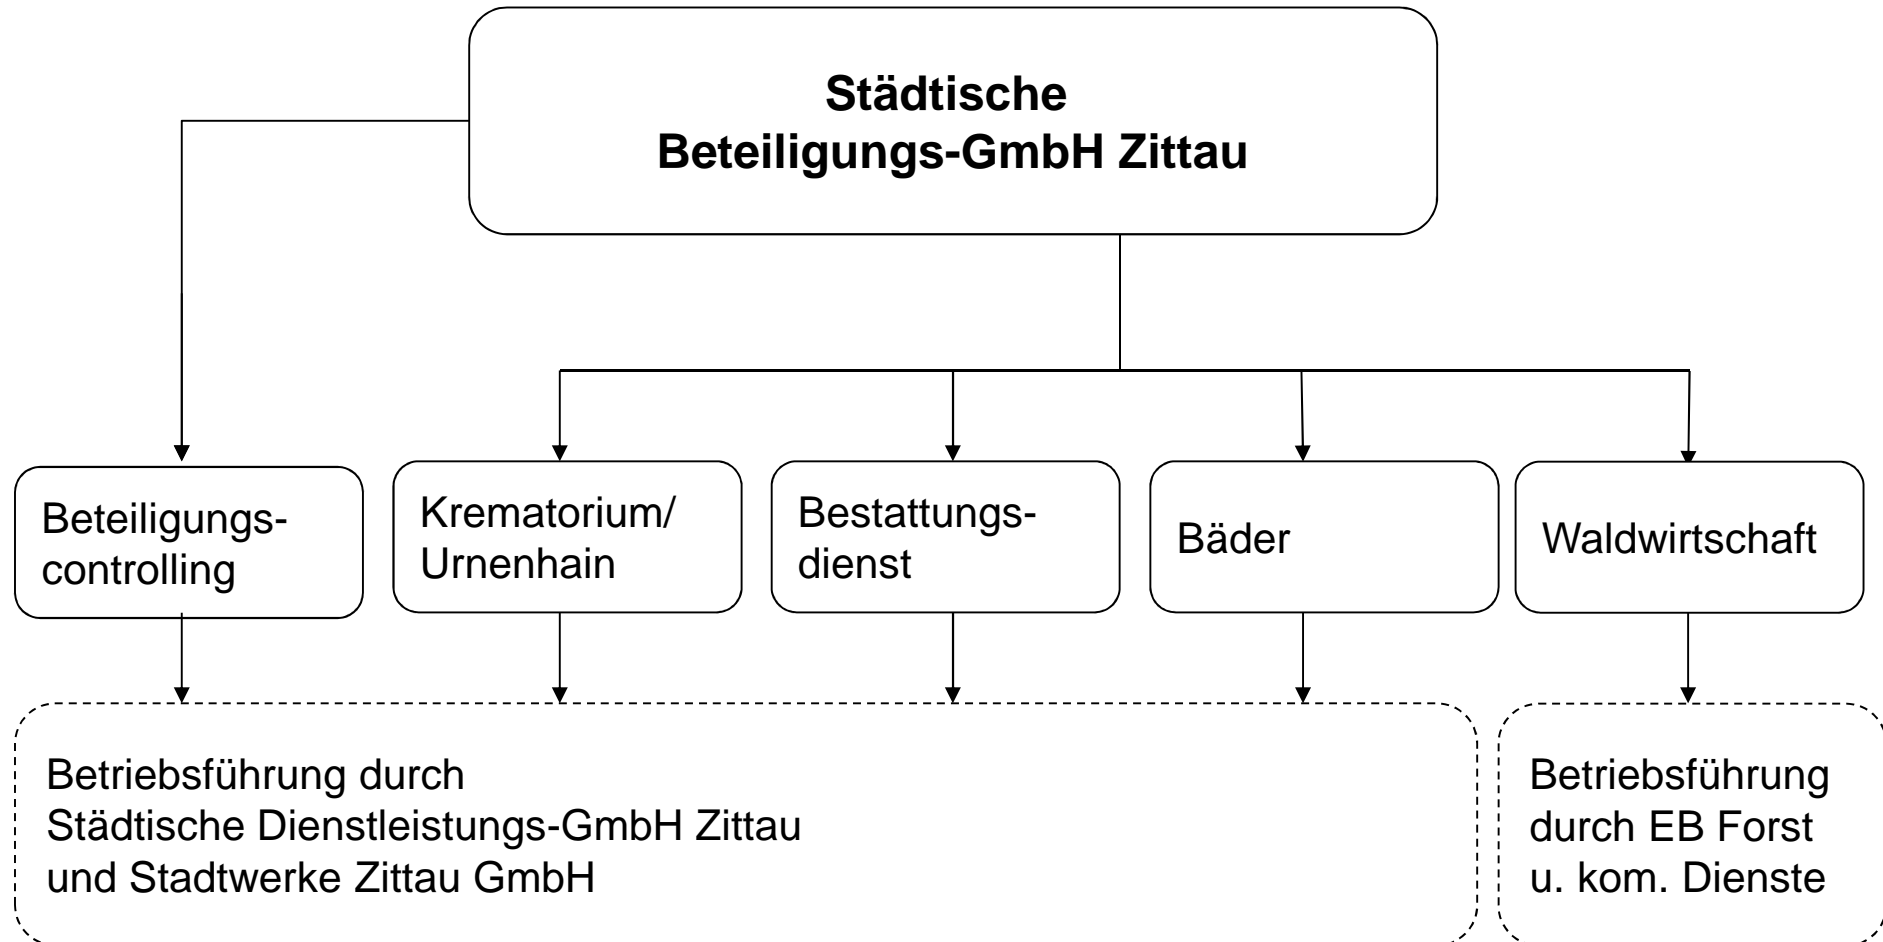 Städtische
Beteiligungs-GmbH Zittau
Beteiligungs-
controlling
Krematorium/
Urnenhain
Bestattungs-
dienst
Bäder
Waldwirtschaft
Betriebsführung durch
Städtische Dienstleistungs-GmbH Zittau
und Stadtwerke Zittau GmbH
Betriebsführung
durch EB Forst
u. kom. Dienste